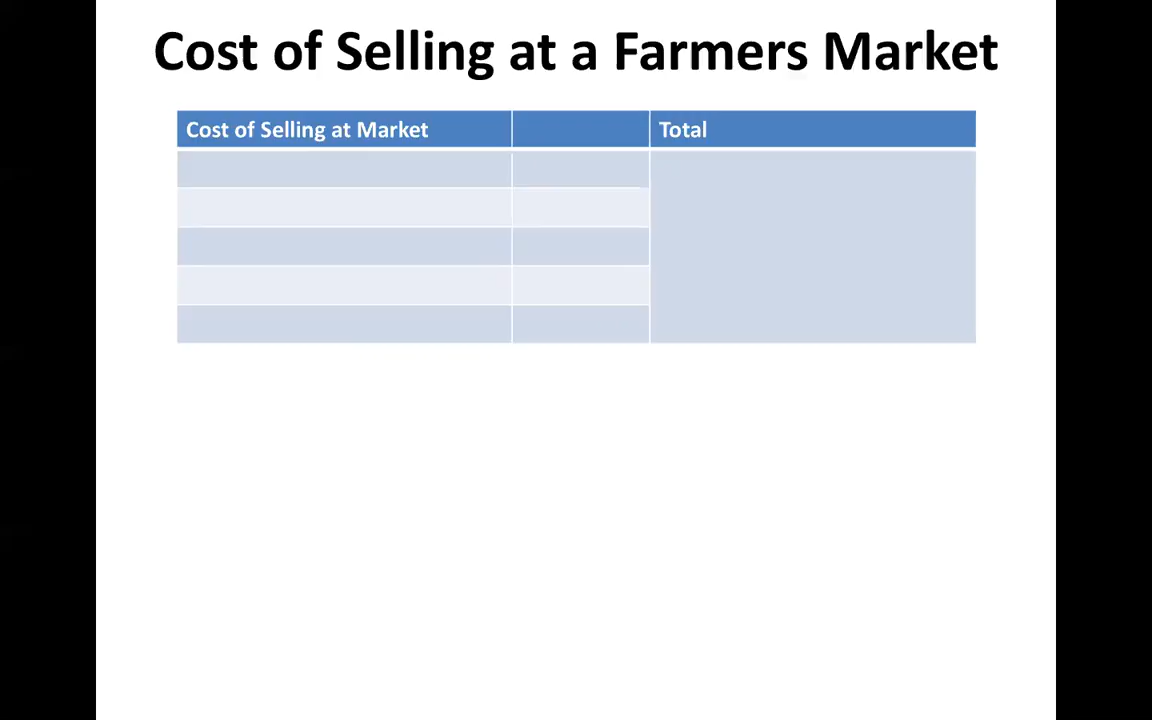 Cost of Selling at a Farmers Market
Cost of Selling at Market Total